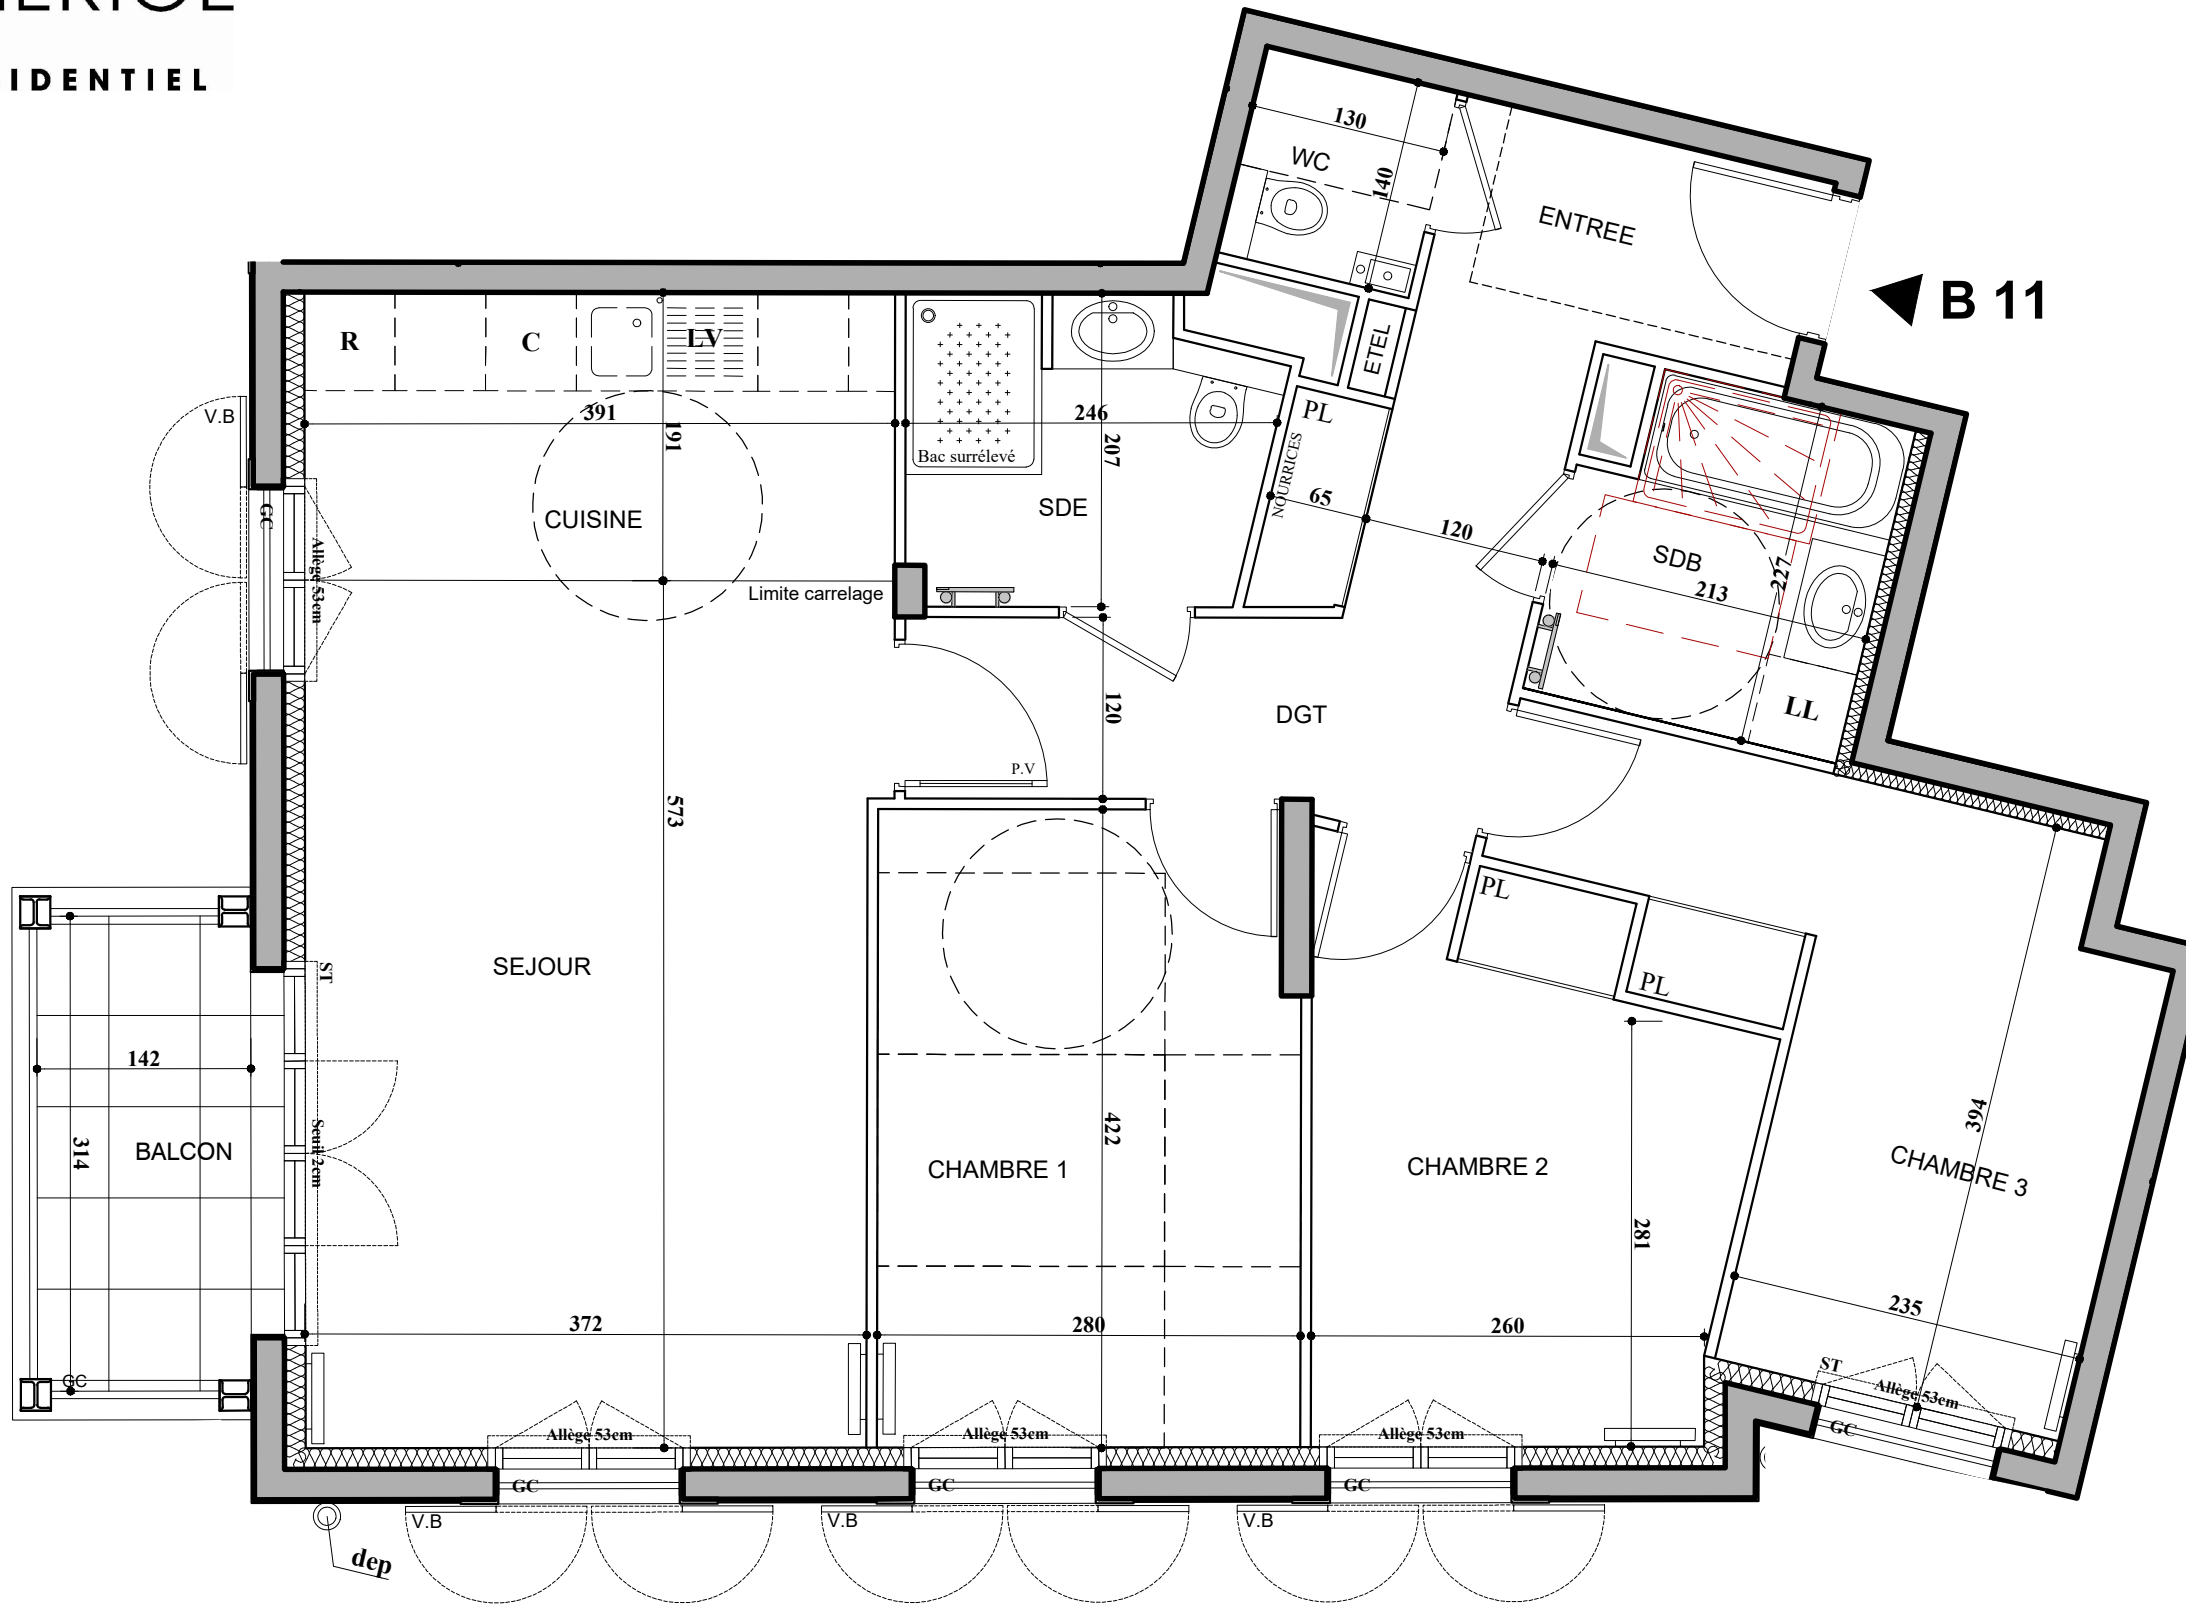 IDENTIEL
130
WC
140
ENTREE
B 11
R
C
LV
ETEL
V.B
391
191
246
207
PL
NOURRICES
Bac surrélevé
65
GC
CUISINE
SDE
120
SDB
227
213
Allège 53cm
Limite carrelage
120
DGT
LL
P.V
573
PL
PL
SEJOUR
ST
142
BALCON
314
Seuil 2cm
422
CHAMBRE 1
CHAMBRE 2
394
CHAMBRE 3
281
235
372
280
260
GC
ST
Allège 53cm
GC
Allège 53cm
Allège 53cm
Allège 53cm
GC
GC
GC
V.B
V.B
V.B
dep